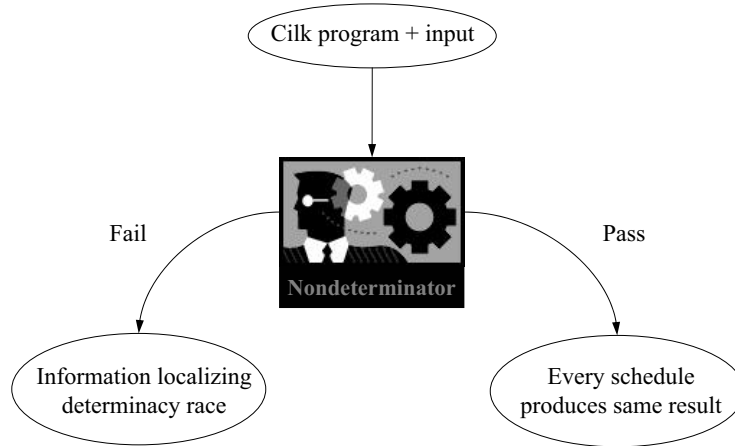 Cilk program + input
Fail
Pass
Nondeterminator
Information localizing
determinacy race
Every schedule
produces same result